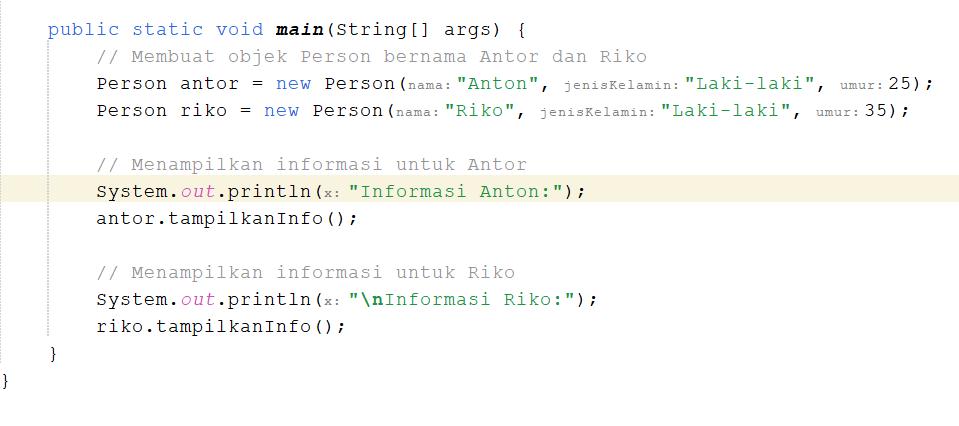 public static void main(String[] args) {
// Membuat objek Person bernama Antor dan Riko
Person antor = new Person(nama: "Anton", jenisKelamin: "Laki-laki", umur: 25);
Person riko = new Person(nama: "Riko", jenisKelamin: "Laki-laki", umur: 35);
// Menampilkan informasi untuk Antor
System.out.println(x: "Informasi Anton:");
antor.tampilkanInfo();
// Menampilkan informasi untuk Riko
System.out.println(x: "\nInformasi Riko:");
riko.tampilkanInfo();
}
}